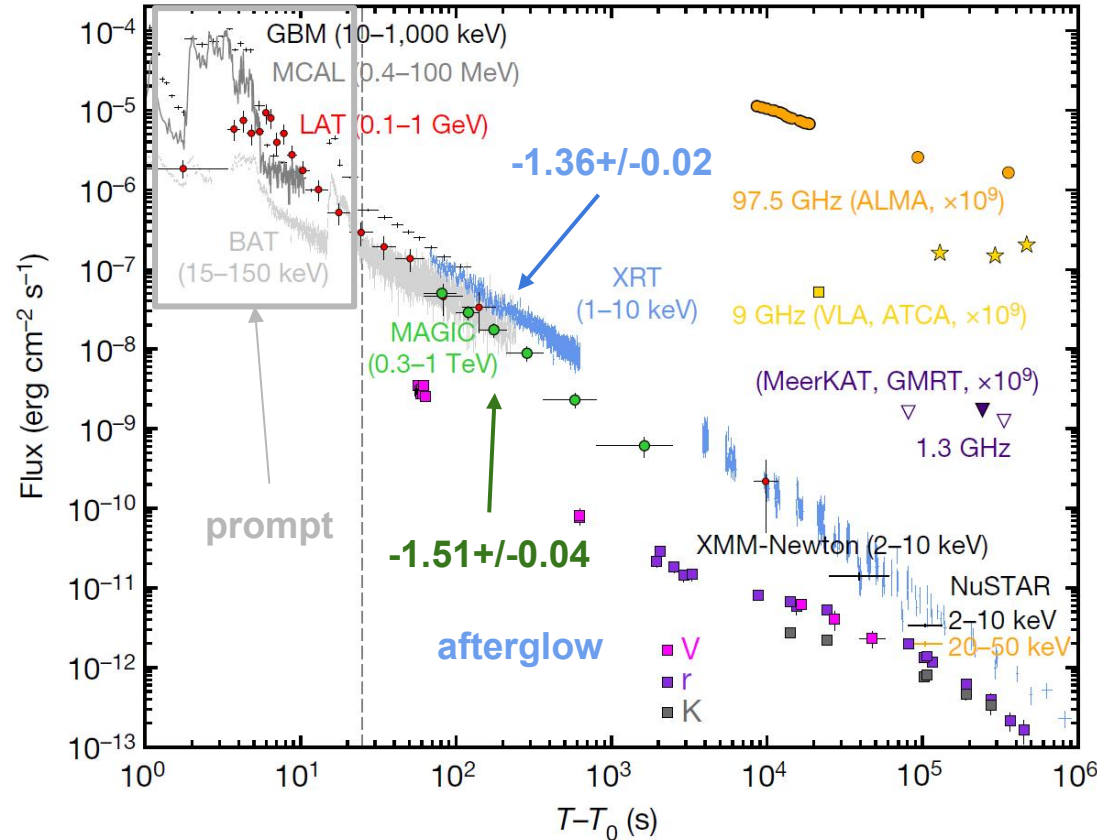 Flux (erg cm⁻² s⁻¹)
10⁻⁴
10⁻⁵
10⁻⁶
10⁻⁷
10⁻⁸
10⁻⁹
10⁻¹⁰
10⁻¹¹
10⁻¹²
10⁻¹³
GBM (10–1,000 keV)
MCAL (0.4–100 MeV)
LAT (0.1–1 GeV)
-1.36+/-0.02
97.5 GHz (ALMA, ×10⁹)
BAT
(15–150 keV)
XRT
(1–10 keV)
9 GHz (VLA, ATCA, ×10⁹)
MAGIC
(0.3–1 TeV)
(MeerKAT, GMRT, ×10⁹)
1.3 GHz
prompt
-1.51+/-0.04
XMM-Newton (2–10 keV)
NuSTAR
2–10 keV
20–50 keV
afterglow
V
r
K
10⁰
10¹
10²
10³
10⁴
10⁵
10⁶
T–T₀ (s)